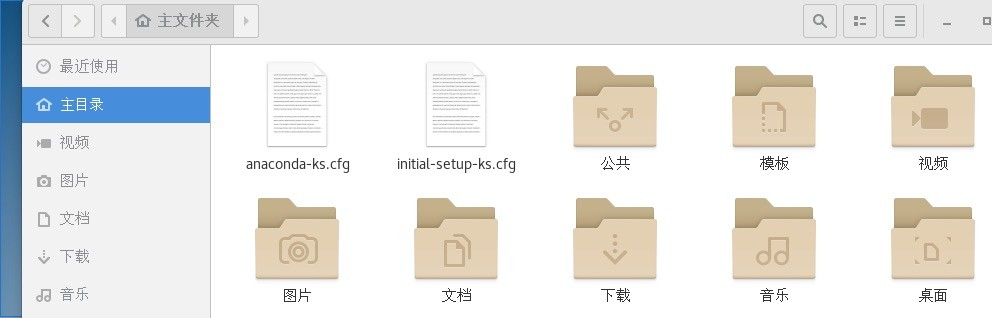 主文件夹
最近使用
主目录
视频
图片
文档
下载
音乐
anaconda-ks.cfg
initial-setup-ks.cfg
公共
模板
视频
图片
文档
下载
音乐
桌面